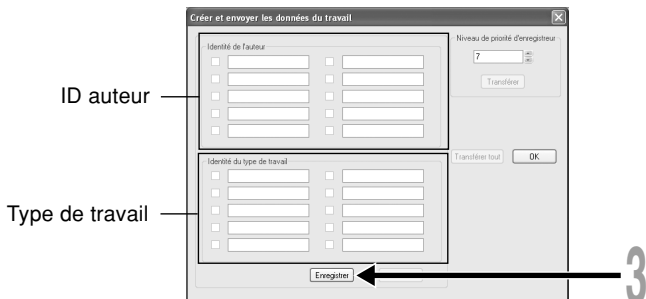 Créer et envoyer les données du travail
Identité de l'auteur
Niveau de priorité d'enregistreur
7
Transférer
ID auteur
Transférer tout
OK
Identité du type de travail
Type de travail
Enregistrer
3